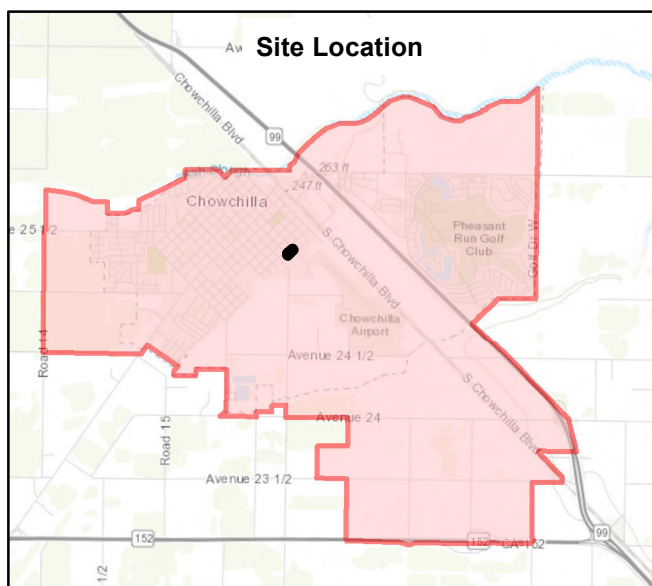 Site Location
Av
Chowchilla Blvd
99
263 ft
247 ft
Chowchilla
e 25 1/2
Pheasant
Run Golf
Club
Golf Dr W
S Chowchilla Blvd
Chowchilla
Airport
Road 14
Avenue 24 1/2
S Chowchilla Blvd
Road 15
Avenue 24
Avenue 23 1/2
152
152
CA-152
99
1/2